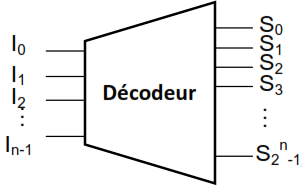 I₀
I₁
I₂
⋮
Iₙ₋₁
Décodeur
S₀
S₁
S₂
S₃
⋮
S₂ⁿ₋₁